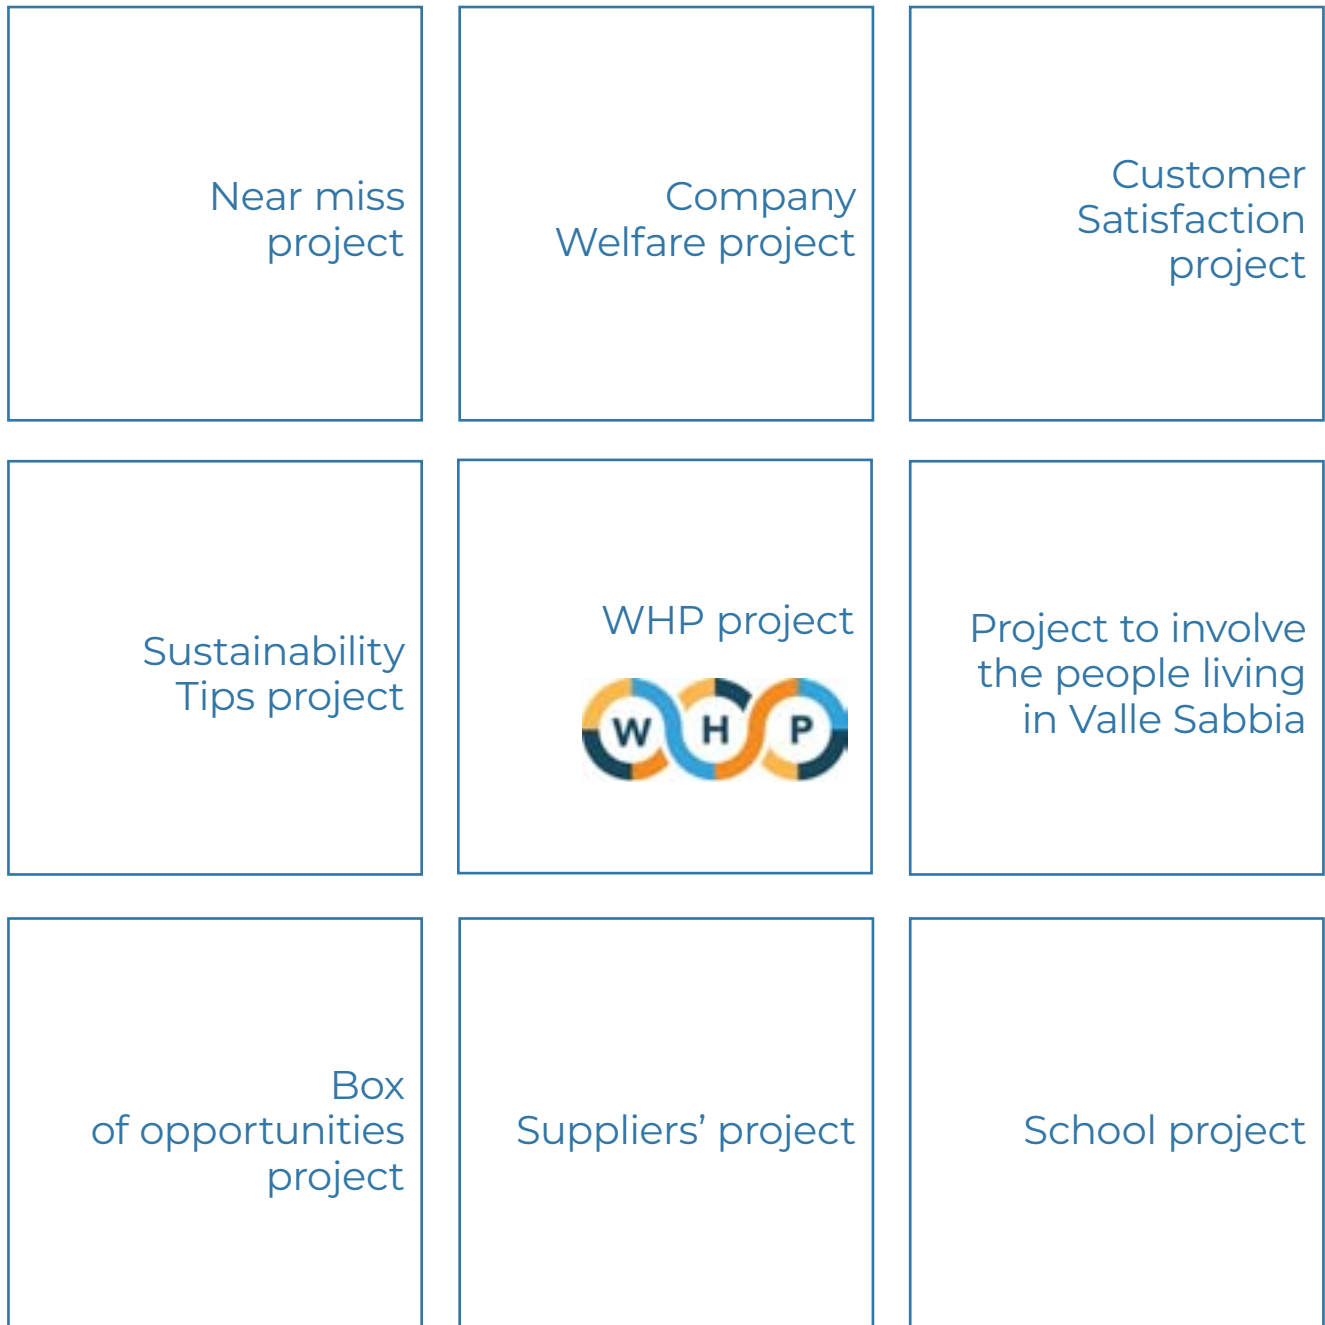 Near miss
project
Company
Welfare project
Customer
Satisfaction
project
Sustainability
Tips project
WHP project
W H P
Project to involve
the people living
in Valle Sabbia
Box
of opportunities
project
Suppliers’ project
School project